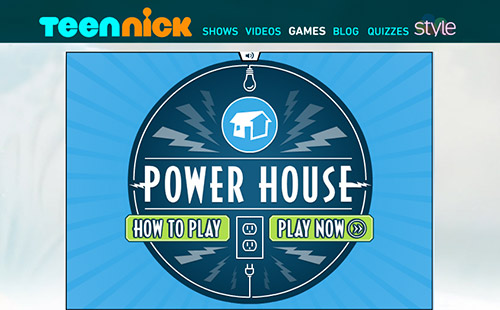 TEENNICK SHOWS VIDEOS GAMES BLOG QUIZZES style
POWER HOUSE
HOW TO PLAY PLAY NOW